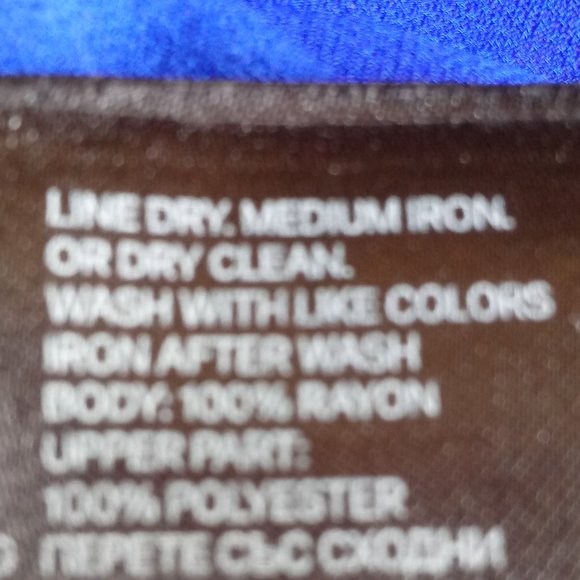 LINE DRY. MEDIUM IRON.
OR DRY CLEAN.
WASH WITH LIKE COLORS
IRON AFTER WASH
BODY: 100% RAYON
UPPER PART:
100% POLYESTER
ПЕРЕТЕ СЪС СХОДНИ